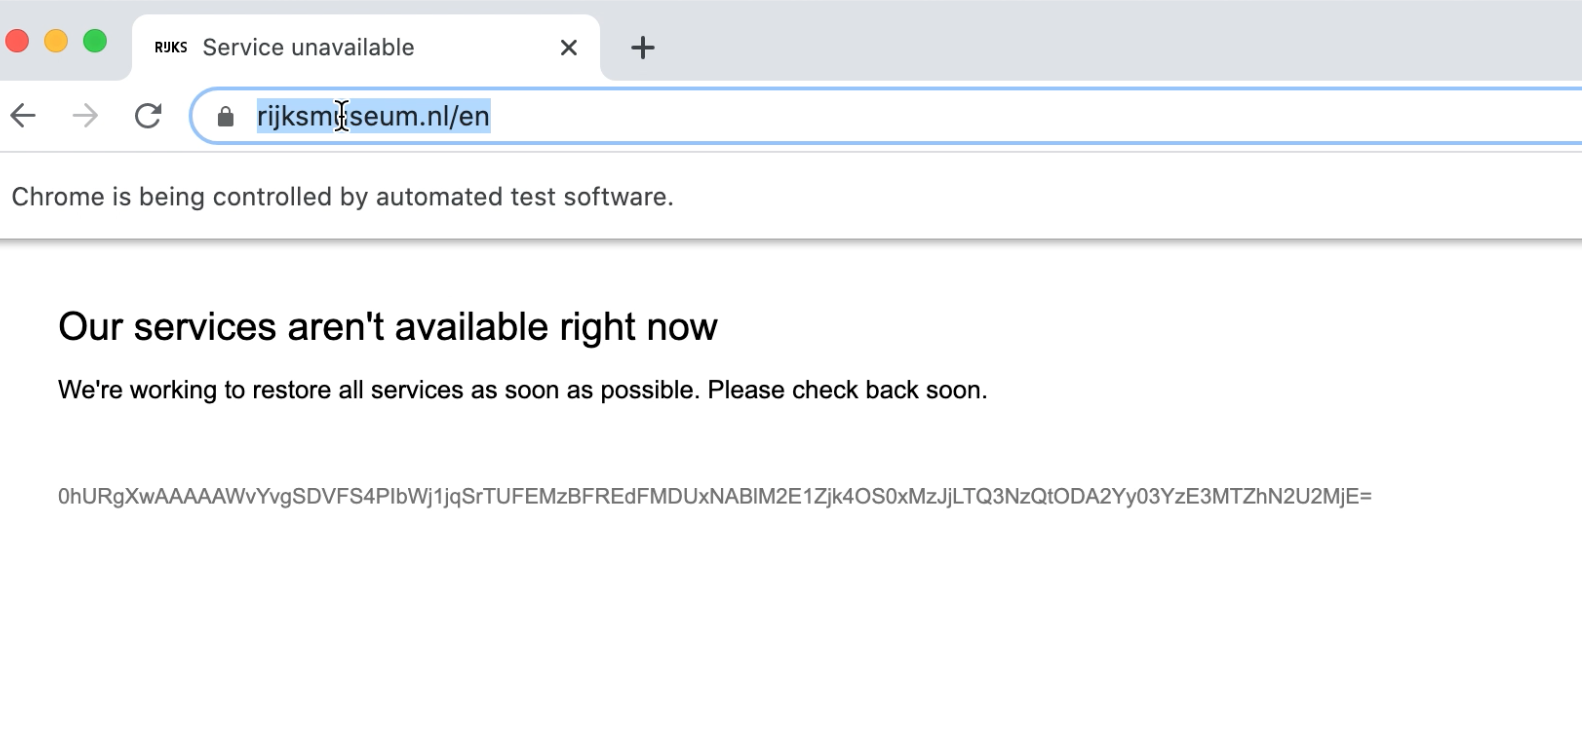 RIJKS Service unavailable
rijksmuseum.nl/en
Chrome is being controlled by automated test software.
Our services aren't available right now
We're working to restore all services as soon as possible. Please check back soon.
0hURgXwAAAAAWvYvgSDVFS4PIbWj1jqSrTUFEMzBFREdFMDUxNABlM2E1Zjk4OS0xMzJjLTQ3NzQtODA2Yy03YzE3MTZhN2U2MjE=